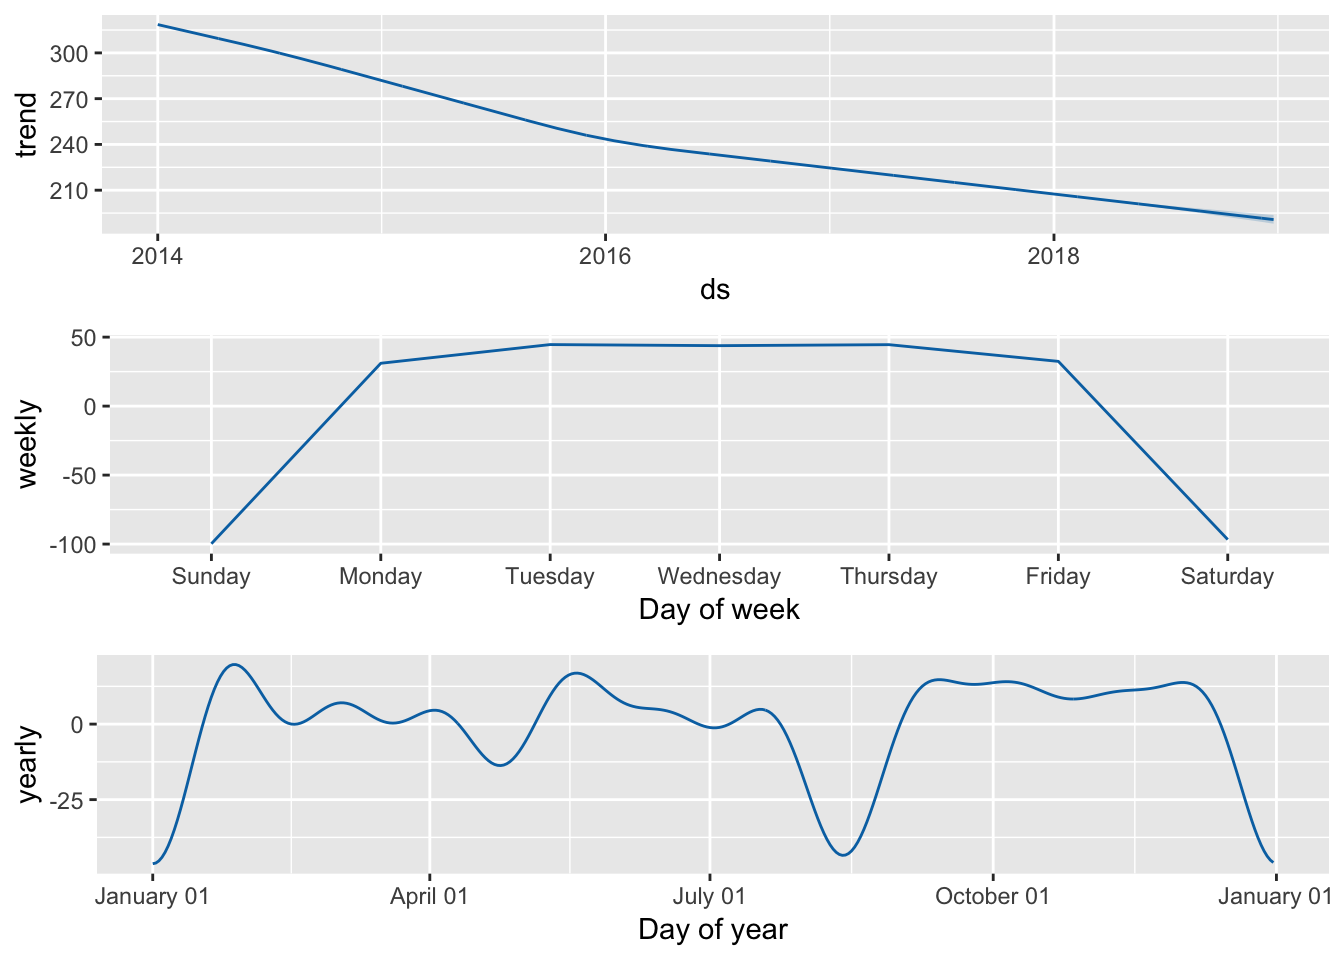 trend
300
270
240
210
2014 2016 2018
ds
weekly
50
0
-50
-100
Sunday Monday Tuesday Wednesday Thursday Friday Saturday
Day of week
yearly
0
-25
January 01 April 01 July 01 October 01 January 01
Day of year